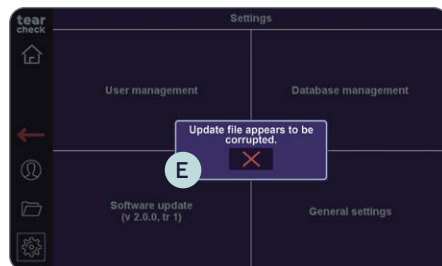 tear
check
Settings
User management
Database management
Update file appears to be
corrupted.
E
Software update
(v 2.0.0, tr 1)
General settings